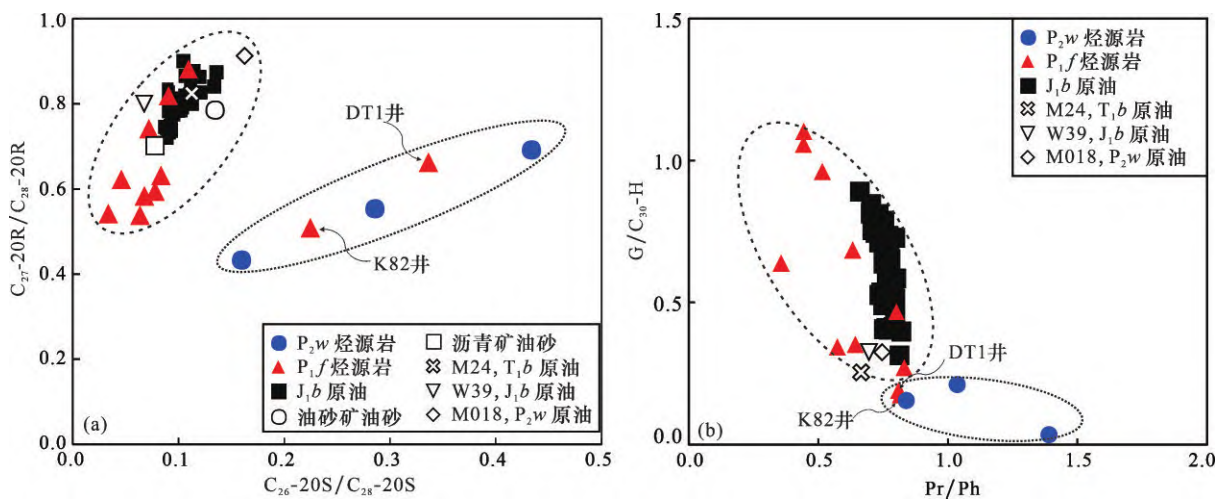 1.0
0.8
0.6
0.4
0.2
0.0
C₂₇-20R/C₂₈-20R
DT1井
K82井
P₂w 烃源岩
P₁f 烃源岩
J₁b 原油
油砂矿油砂
沥青矿油砂
M24, T₁b 原油
W39, J₁b 原油
M018, P₂w 原油
(a)
0.0
0.1
0.2
0.3
0.4
0.5
C₂₆-20S/C₂₈-20S
1.5
1.0
0.5
0.0
G/C₃₀-H
P₂w 烃源岩
P₁f 烃源岩
J₁b 原油
M24, T₁b 原油
W39, J₁b 原油
M018, P₂w 原油
DT1井
K82井
(b)
0.0
0.5
1.0
1.5
2.0
Pr/Ph